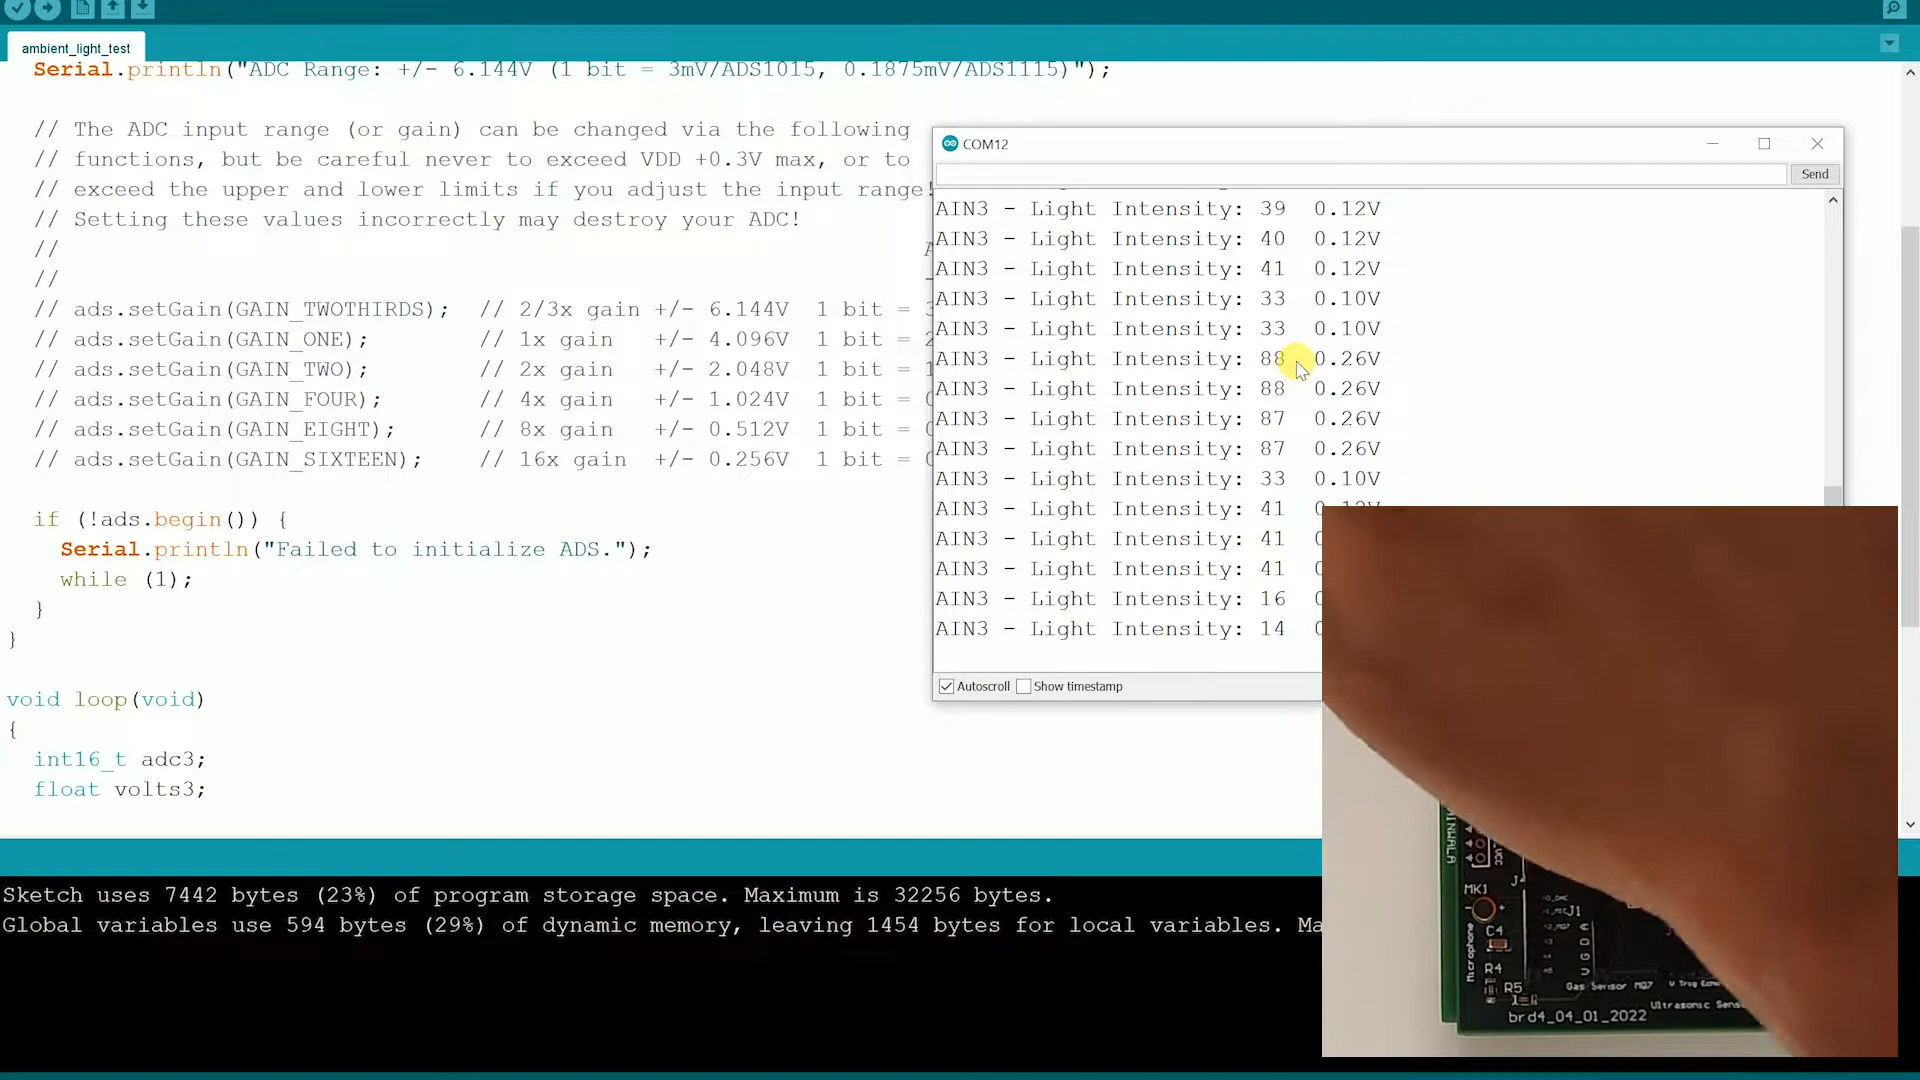 ambient_light_test
Serial.println("ADC Range: +/- 6.144V (1 bit = 3mV/ADS1015, 0.1875mV/ADS1115)");
// The ADC input range (or gain) can be changed via the following
// functions, but be careful never to exceed VDD +0.3V max, or to
// exceed the upper and lower limits if you adjust the input range!
// Setting these values incorrectly may destroy your ADC!
//
//
// ads.setGain(GAIN_TWOTHIRDS);  // 2/3x gain +/- 6.144V  1 bit =
// ads.setGain(GAIN_ONE);        // 1x gain   +/- 4.096V  1 bit =
// ads.setGain(GAIN_TWO);        // 2x gain   +/- 2.048V  1 bit =
// ads.setGain(GAIN_FOUR);       // 4x gain   +/- 1.024V  1 bit =
// ads.setGain(GAIN_EIGHT);      // 8x gain   +/- 0.512V  1 bit =
// ads.setGain(GAIN_SIXTEEN);    // 16x gain  +/- 0.256V  1 bit =
if (!ads.begin()) {
Serial.println("Failed to initialize ADS.");
while (1);
}
}
void loop(void)
{
int16_t adc3;
float volts3;
COM12
Send
AIN3 - Light Intensity: 39  0.12V
AIN3 - Light Intensity: 40  0.12V
AIN3 - Light Intensity: 41  0.12V
AIN3 - Light Intensity: 33  0.10V
AIN3 - Light Intensity: 33  0.10V
AIN3 - Light Intensity: 88  0.26V
AIN3 - Light Intensity: 88  0.26V
AIN3 - Light Intensity: 87  0.26V
AIN3 - Light Intensity: 87  0.26V
AIN3 - Light Intensity: 33  0.10V
AIN3 - Light Intensity: 41  0.12V
AIN3 - Light Intensity: 41
AIN3 - Light Intensity: 41
AIN3 - Light Intensity: 16
AIN3 - Light Intensity: 14
Autoscroll
Show timestamp
Sketch uses 7442 bytes (23%) of program storage space. Maximum is 32256 bytes.
Global variables use 594 bytes (29%) of dynamic memory, leaving 1454 bytes for local variables.
VCC
MK1
J1
C4
Microphone
R4
R5
Gas Sensor MQ7
V Trig
Ultrasonic
brd4_04_01_2022